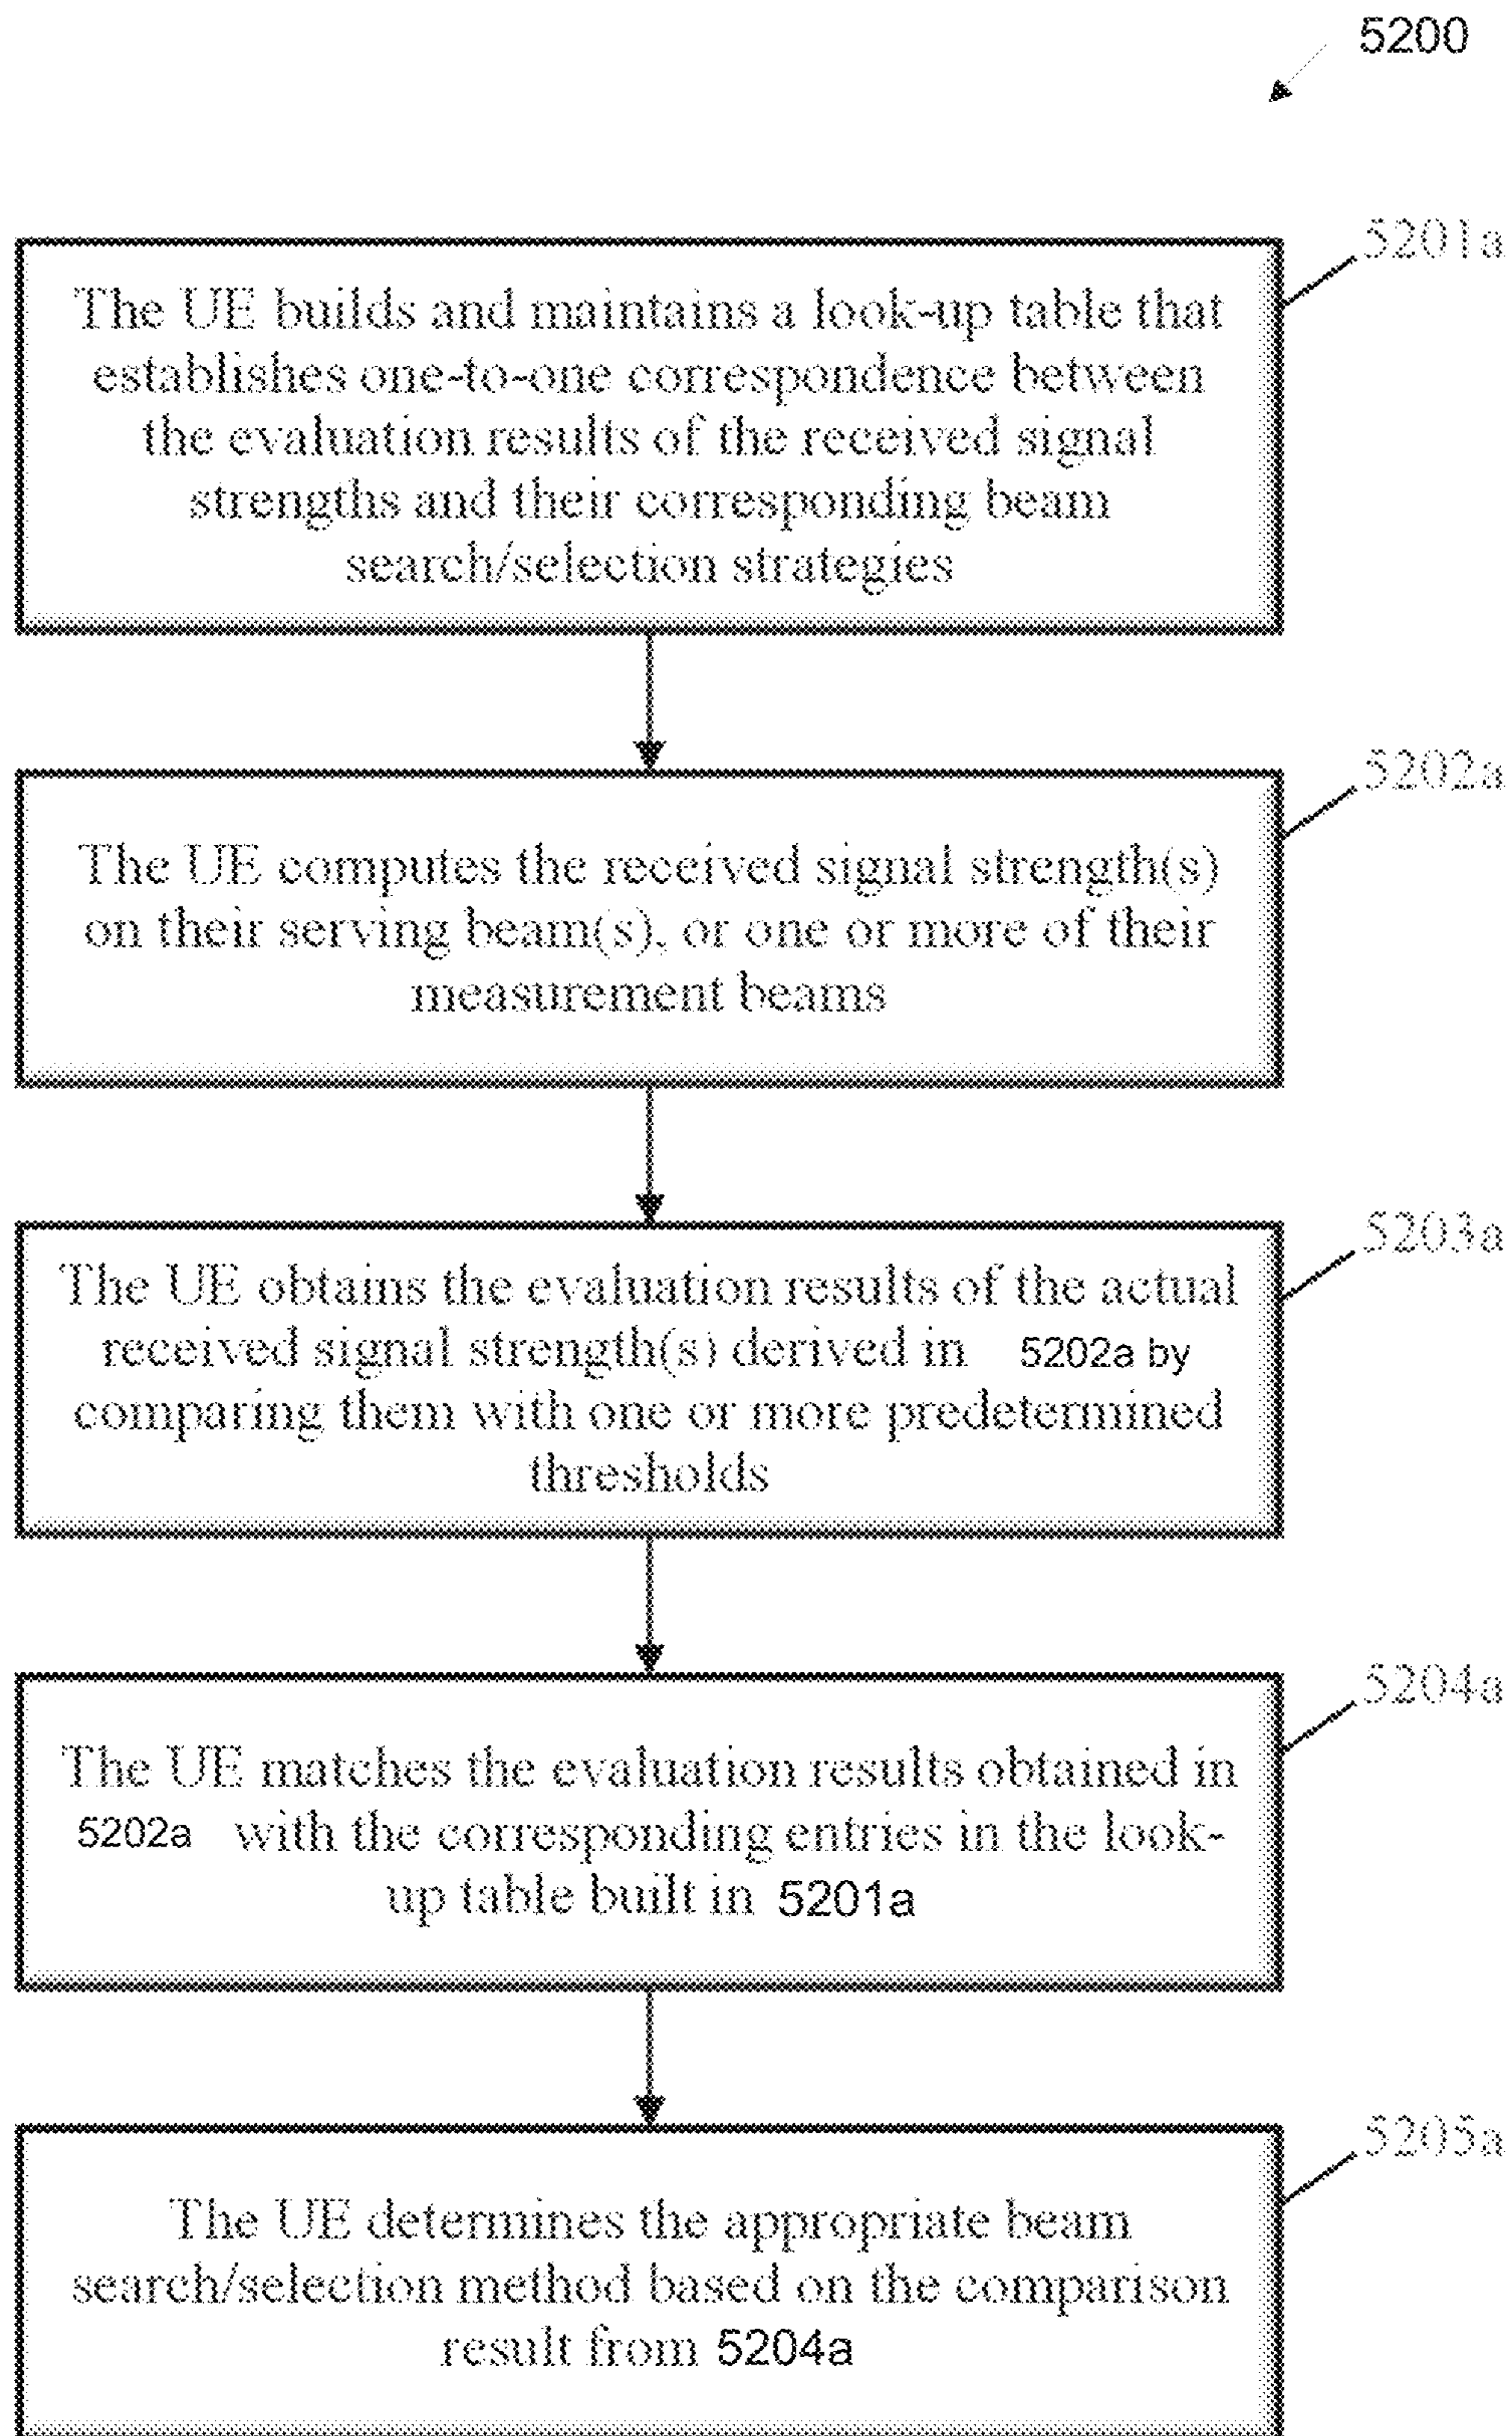 5200
5201a
The UE builds and maintains a look-up table that
establishes one-to-one correspondence between
the evaluation results of the received signal
strengths and their corresponding beam
search/selection strategies
5202a
The UE computes the received signal strength(s)
on their serving beam(s), or one or more of their
measurement beams
5203a
The UE obtains the evaluation results of the actual
received signal strength(s) derived in 5202a by
comparing them with one or more predetermined
thresholds
5204a
The UE matches the evaluation results obtained in
5202a with the corresponding entries in the look-
up table built in 5201a
5205a
The UE determines the appropriate beam
search/selection method based on the comparison
result from 5204a